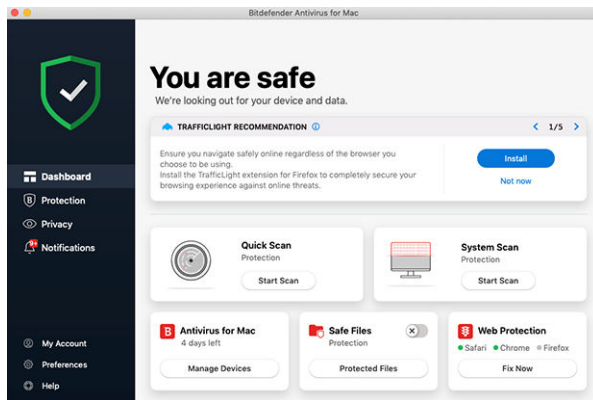 Bitdefender Antivirus for Mac
You are safe
We're looking out for your device and data.
TRAFFICLIGHT RECOMMENDATION
1/5
Ensure you navigate safely online regardless of the browser you
choose to be using.
Install the TrafficLight extension for Firefox to completely secure your
browsing experience against online threats.
Install
Not now
Dashboard
B Protection
Privacy
9+
Notifications
Quick Scan
Protection
Start Scan
System Scan
Protection
Start Scan
B Antivirus for Mac
4 days left
Manage Devices
Safe Files
Protection
Protected Files
Web Protection
Safari Chrome Firefox
Fix Now
My Account
Preferences
Help